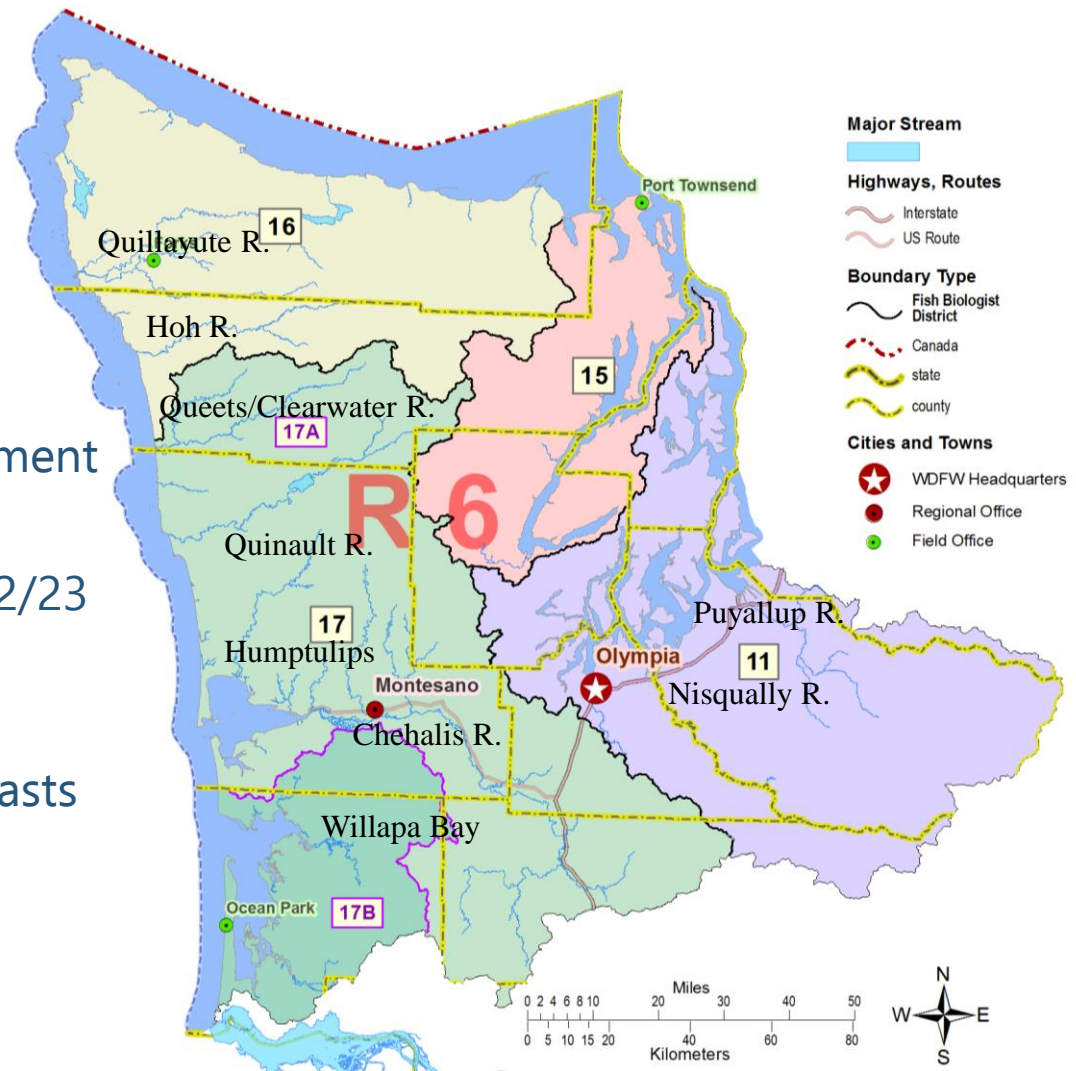 ment
2/23
asts
Port Townsend
16
Quillayute R.
Hoh R.
15
Queets/Clearwater R.
17A
R 6
Quinault R.
17
Humptulips
Puyallup R.
Olympia
11
Montesano
Nisqually R.
Chehalis R.
Willapa Bay
Ocean Park
17B
Major Stream
Highways, Routes
Interstate
US Route
Boundary Type
Fish Biologist
District
Canada
state
county
Cities and Towns
WDFW Headquarters
Regional Office
Field Office
Miles
0 2 4 6 8 10 20 30 40 50
0 5 10 15 20 40 60 80
Kilometers
N
W E
S